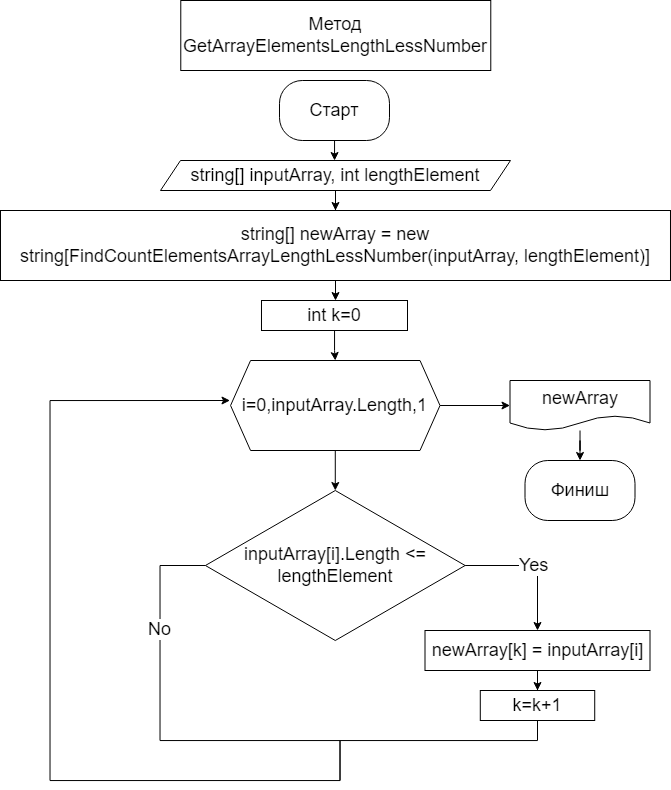 Метод
GetArrayElementsLengthLessNumber
Старт
string[] inputArray, int lengthElement
string[] newArray = new
string[FindCountElementsArrayLengthLessNumber(inputArray, lengthElement)]
int k=0
i=0,inputArray.Length,1
newArray
Финиш
inputArray[i].Length <=
lengthElement
Yes
No
newArray[k] = inputArray[i]
k=k+1